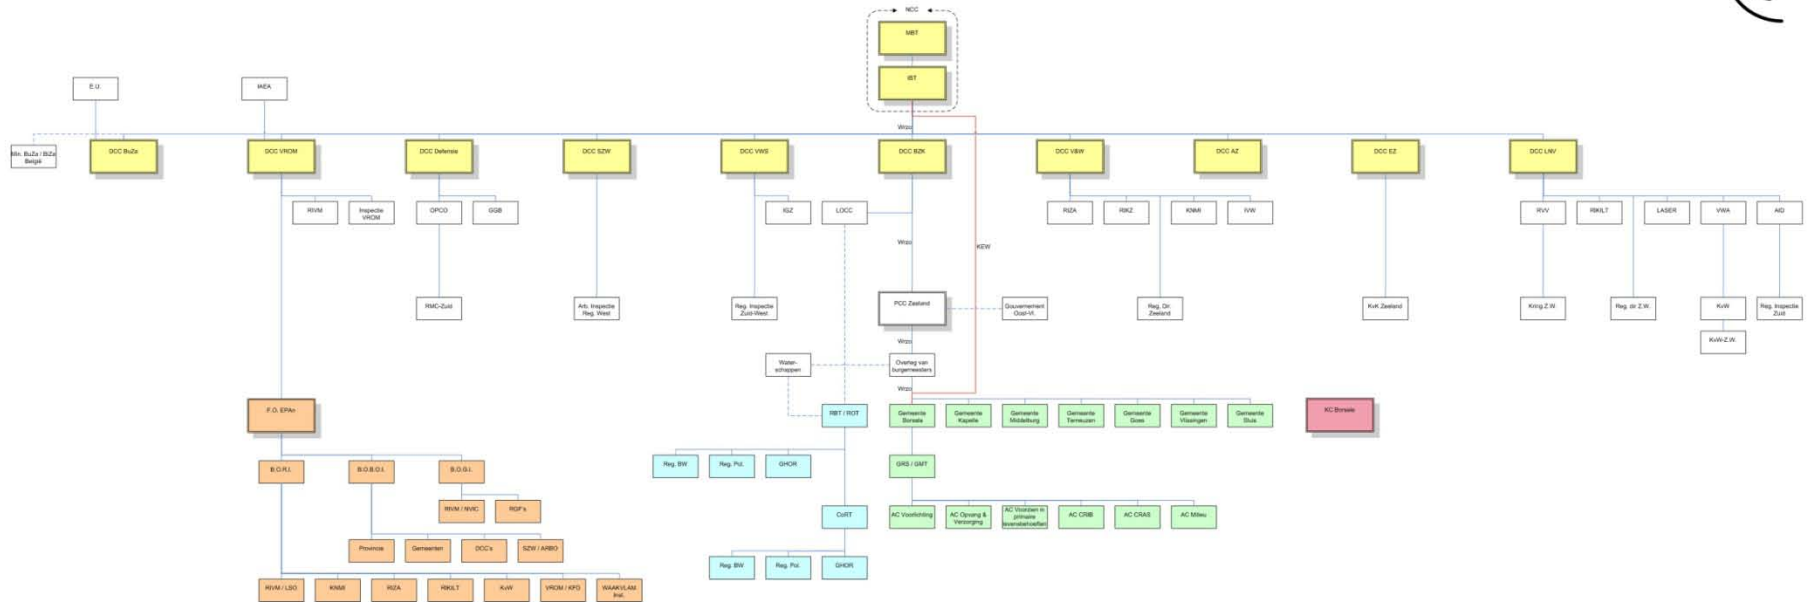 NCC
MBT
IBT
E.U.
IAEA
Wrzo
Min. BuZa / BiZa
België
DCC BuZa
DCC VROM
DCC Defensie
DCC SZW
DCC VWS
DCC BZK
DCC V&W
DCC AZ
DCC EZ
DCC LNV
RIVM
Inspectie
VROM
OPCO
GGB
IGZ
LOCC
RIZA
RIKZ
KNMI
IVW
RVV
RIKILT
LASER
VWA
AID
Wrzo
KEW
RMC-Zuid
Arb. Inspectie
Reg. West
Reg. Inspectie
Zuid-West
PCC Zeeland
Gouvernement
Oost-Vl.
Reg. Dir.
Zeeland
KvK Zeeland
Kring Z.W.
Reg. dir Z.W.
KvW
Reg. Inspectie
Zuid
Wrzo
KvW-Z.W.
Water-
schappen
Overleg van
burgemeesters
Wrzo
F.O. EPAn
RBT / ROT
Gemeente
Borsele
Gemeente
Kapelle
Gemeente
Middelburg
Gemeente
Terneuzen
Gemeente
Goes
Gemeente
Vlissingen
Gemeente
Sluis
KC Borsele
B.O.R.I.
B.O.B.O.I.
B.O.G.I.
Reg. BW
Reg. Pol.
GHOR
GRS / GMT
RIVM / NVIC
RGF's
CoRT
AC Voorlichting
AC Opvang &
Verzorging
AC Voorzien in
primaire
levensbehoeften
AC CRIB
AC CRAS
AC Milieu
Provincie
Gemeenten
DCC's
SZW / ARBO
Reg. BW
Reg. Pol.
GHOR
RIVM / LSO
KNMI
RIZA
RIKILT
KvW
VROM / KFD
WAAKVLAM
Inst.